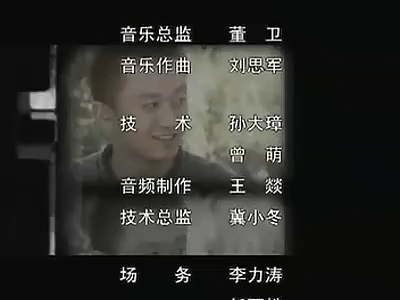 音乐总监 董卫
音乐作曲 刘思军
技术 孙大璋
曾萌
音频制作 王燚
技术总监 冀小冬
场务 李力涛